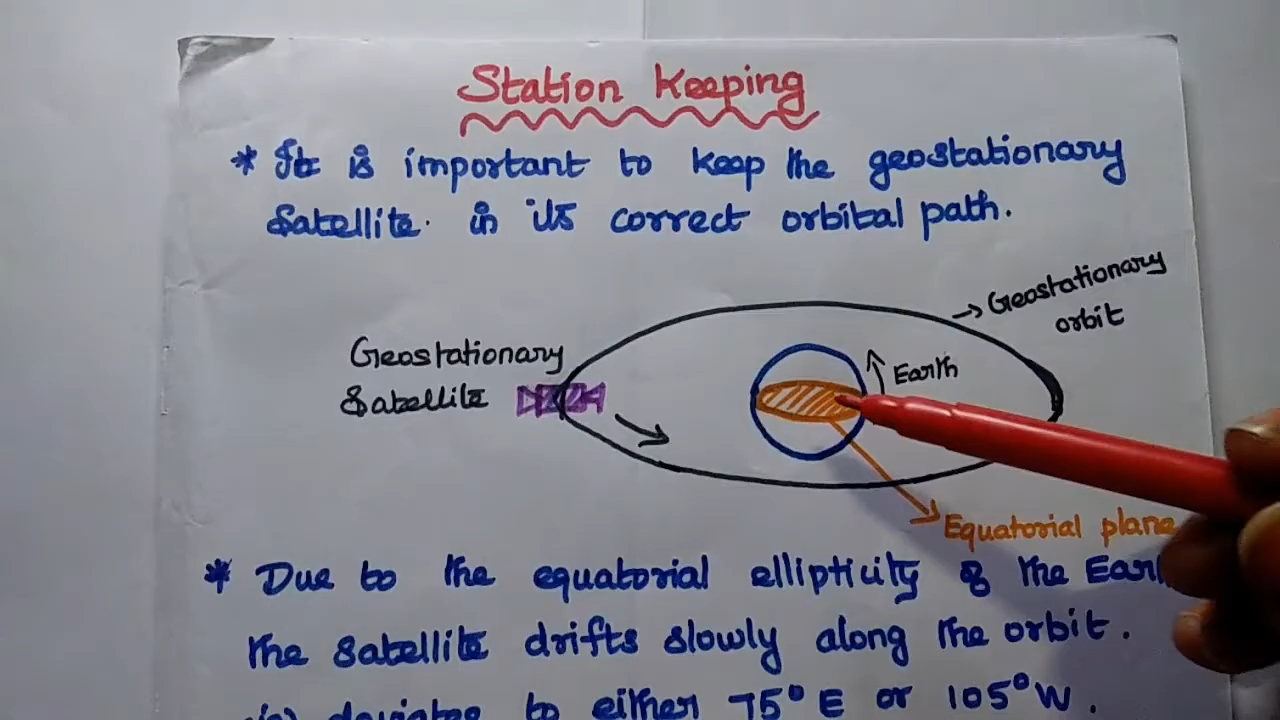 Station Keeping
* It is important to keep the geostationary
Satellite. in its correct orbital path.
→ Geostationary
orbit
Geostationary
Satellite
Earth
Equatorial plane
* Due to the equatorial ellipticity of the Earth
the satellite drifts slowly along the orbit.
(ie) deviates to either 75° E or 105° W.